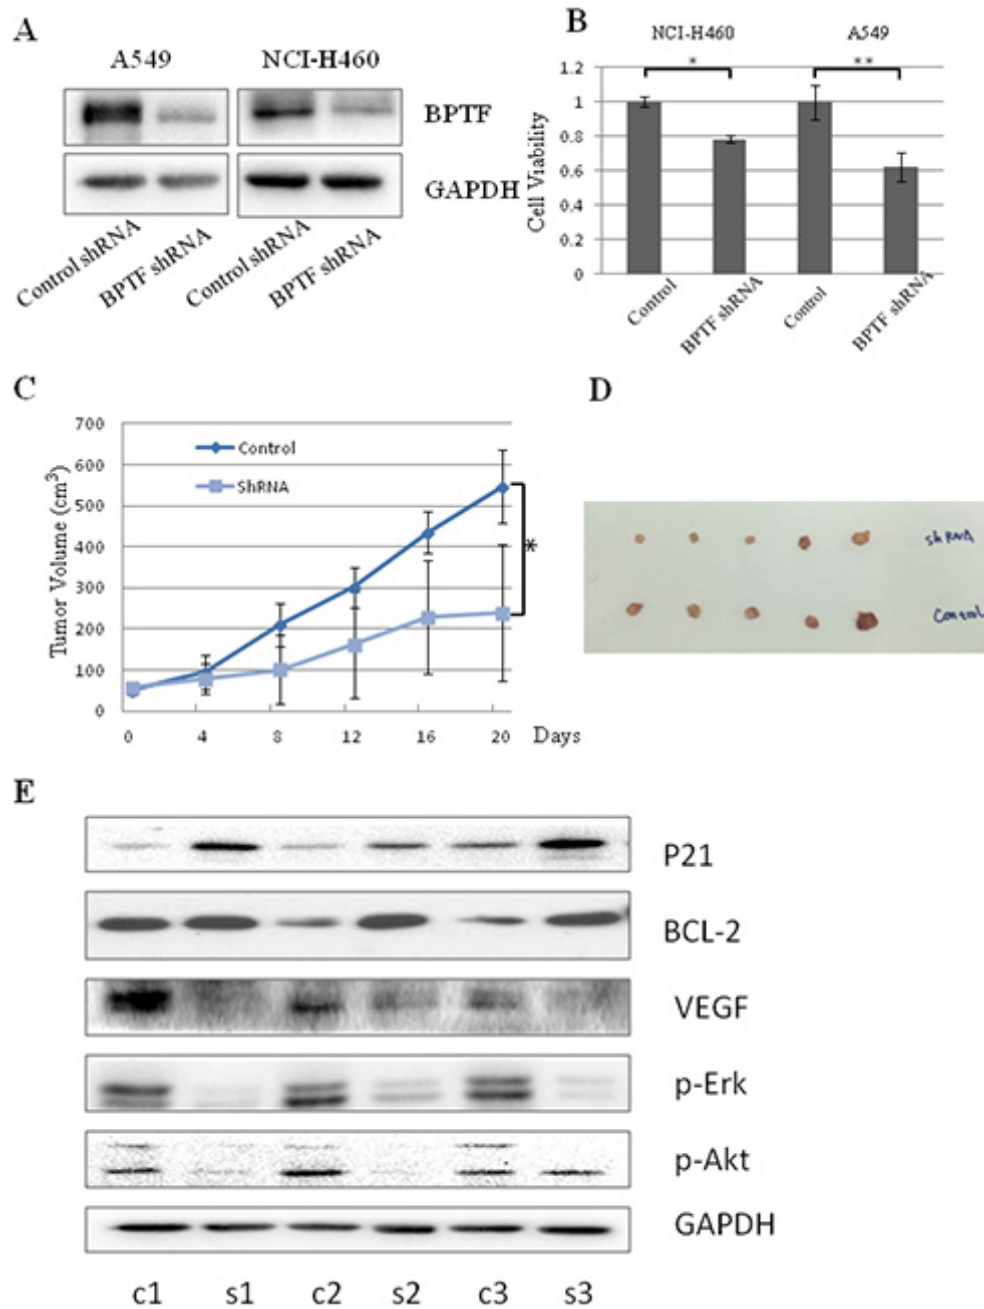 A
A549 NCI-H460
BPTF
GAPDH
Control shRNA BPTF shRNA Control shRNA BPTF shRNA
B
NCI-H460 A549
* **
Cell Viability
1.2
1
0.8
0.6
0.4
0.2
0
Control BPTF shRNA Control BPTF shRNA
C
Tumor Volume (cm³)
700
600
500
400
300
200
100
0
Control
ShRNA
*
0 4 8 12 16 20 Days
D
shRNA
Control
E
P21
BCL-2
VEGF
p-Erk
p-Akt
GAPDH
c1 s1 c2 s2 c3 s3